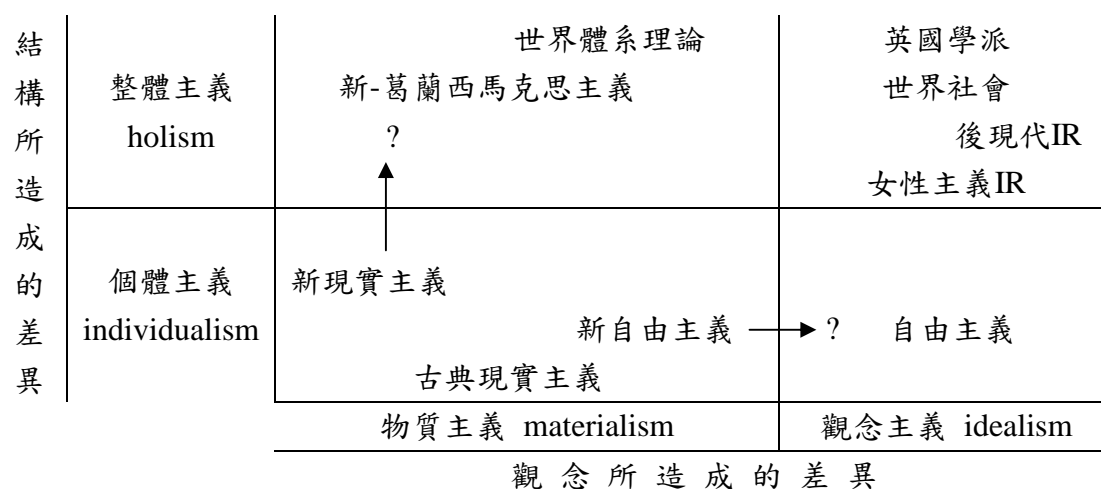 結構所造成的差異
世界體系理論 英國學派
整體主義 新-葛蘭西馬克思主義 世界社會
holism ? 後現代IR
女性主義IR
個體主義 新現實主義
individualism 新自由主義 ? 自由主義
古典現實主義
物質主義 materialism 觀念主義 idealism
觀念所造成的差異